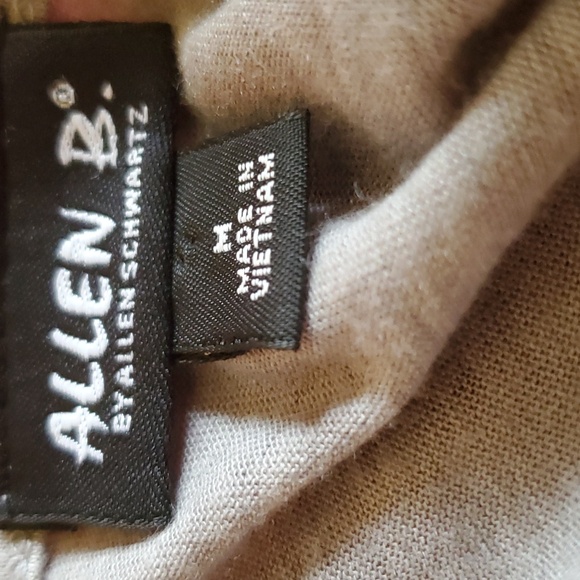 ALLEN B.®
BY ALLEN SCHWARTZ
M
MADE IN
VIETNAM